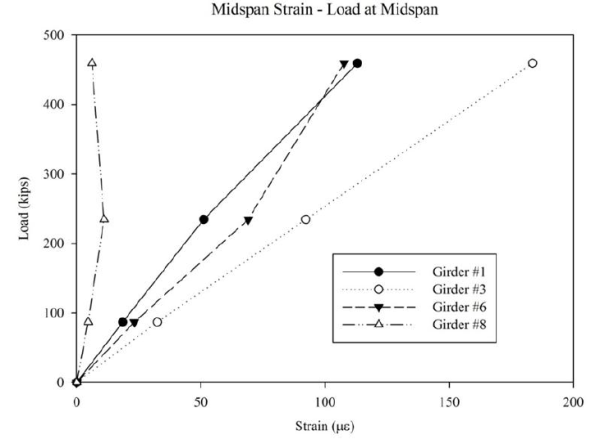 Midspan Strain - Load at Midspan
500
400
300
200
100
0
Load (kips)
0 50 100 150 200
Strain (με)
Girder #1
Girder #3
Girder #6
Girder #8